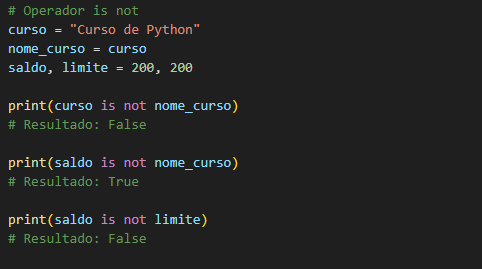 # Operador is not
curso = "Curso de Python"
nome_curso = curso
saldo, limite = 200, 200
print(curso is not nome_curso)
# Resultado: False
print(saldo is not nome_curso)
# Resultado: True
print(saldo is not limite)
# Resultado: False